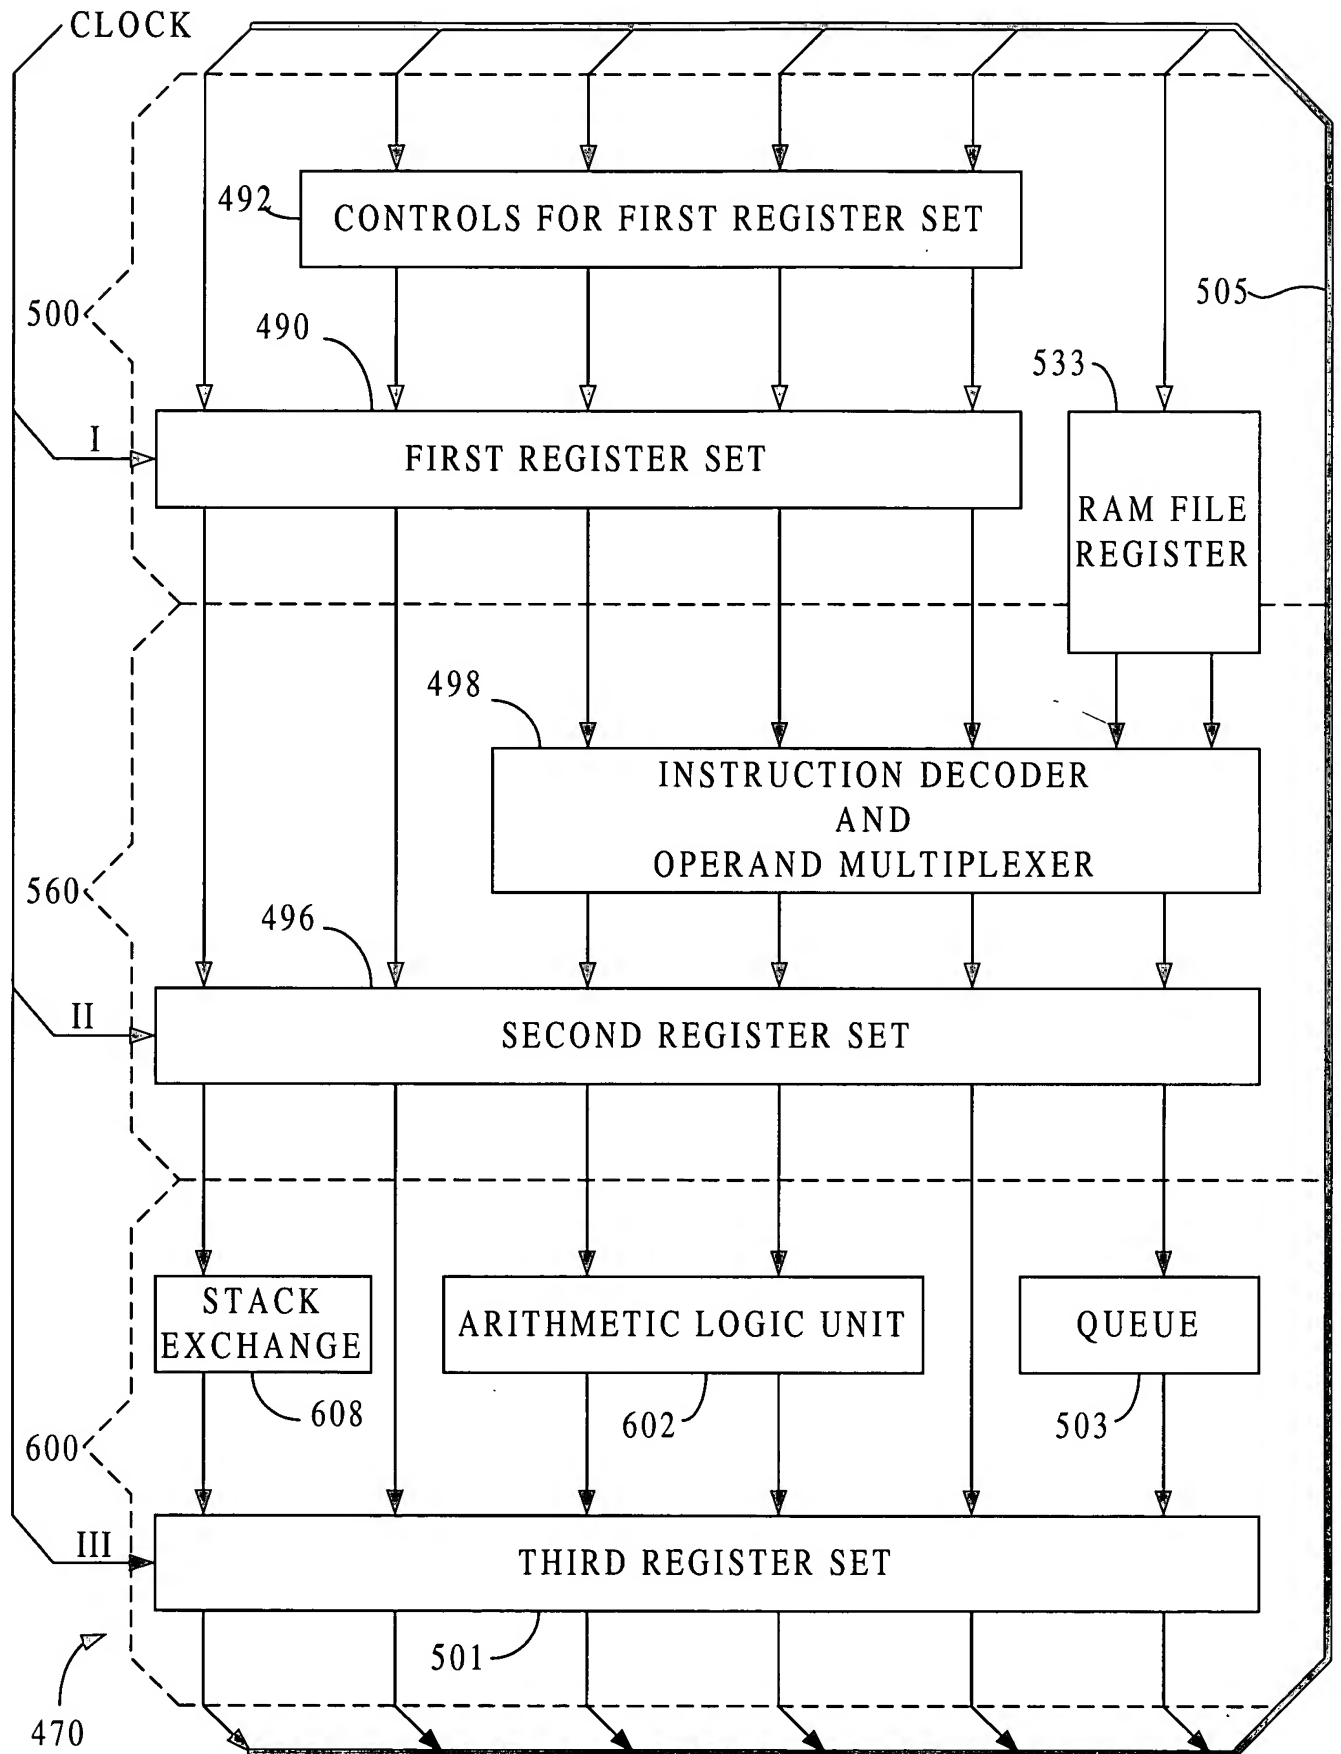 CLOCK
492
CONTROLS FOR FIRST REGISTER SET
505
500
490
533
I
FIRST REGISTER SET
RAM FILE
REGISTER
498
INSTRUCTION DECODER
AND
OPERAND MULTIPLEXER
560
496
II
SECOND REGISTER SET
STACK
EXCHANGE
ARITHMETIC LOGIC UNIT
QUEUE
608
602
503
600
III
THIRD REGISTER SET
501
470